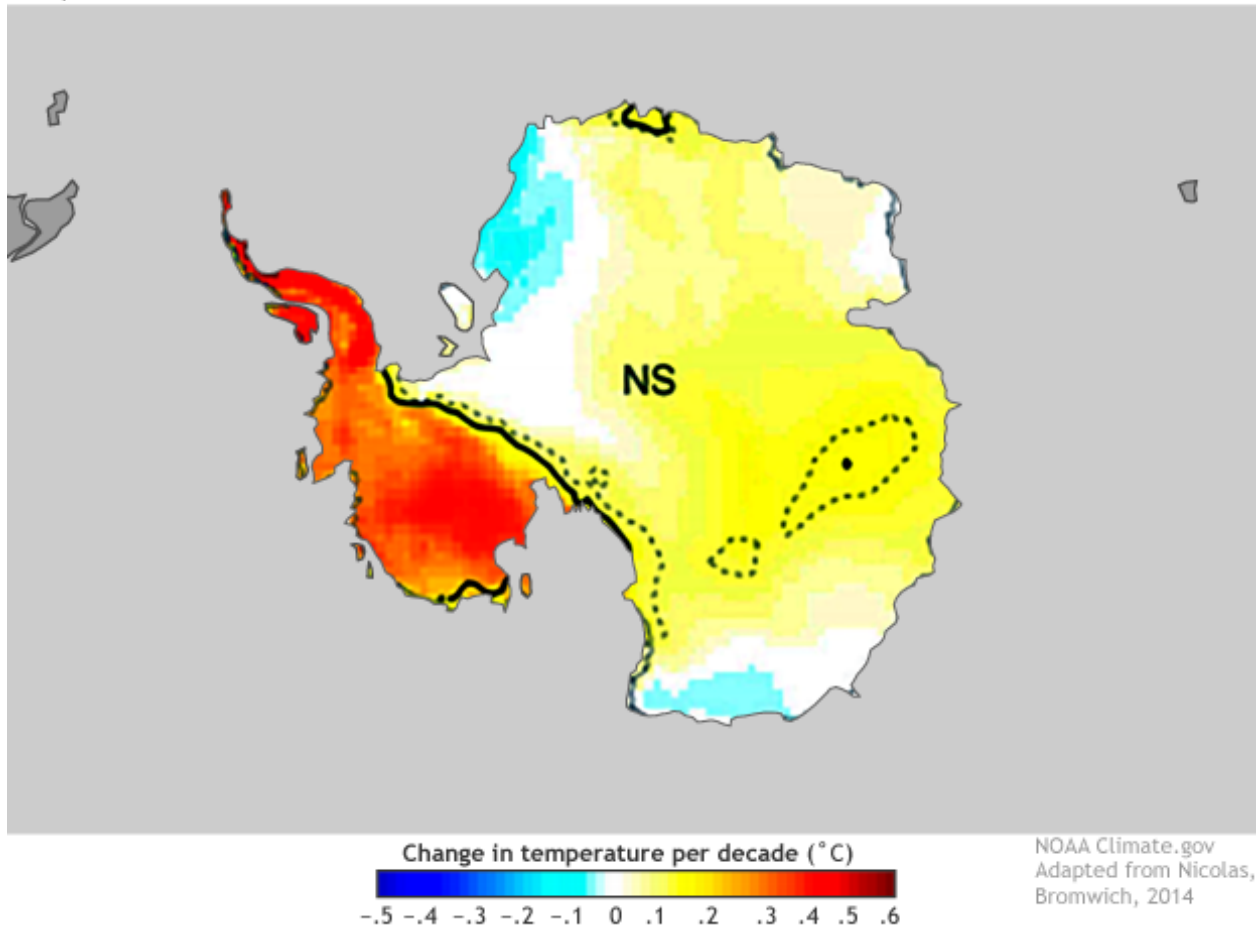 NS
Change in temperature per decade (°C)
-.5 -.4 -.3 -.2 -.1 0 .1 .2 .3 .4 .5 .6
NOAA Climate.gov
Adapted from Nicolas,
Bromwich, 2014